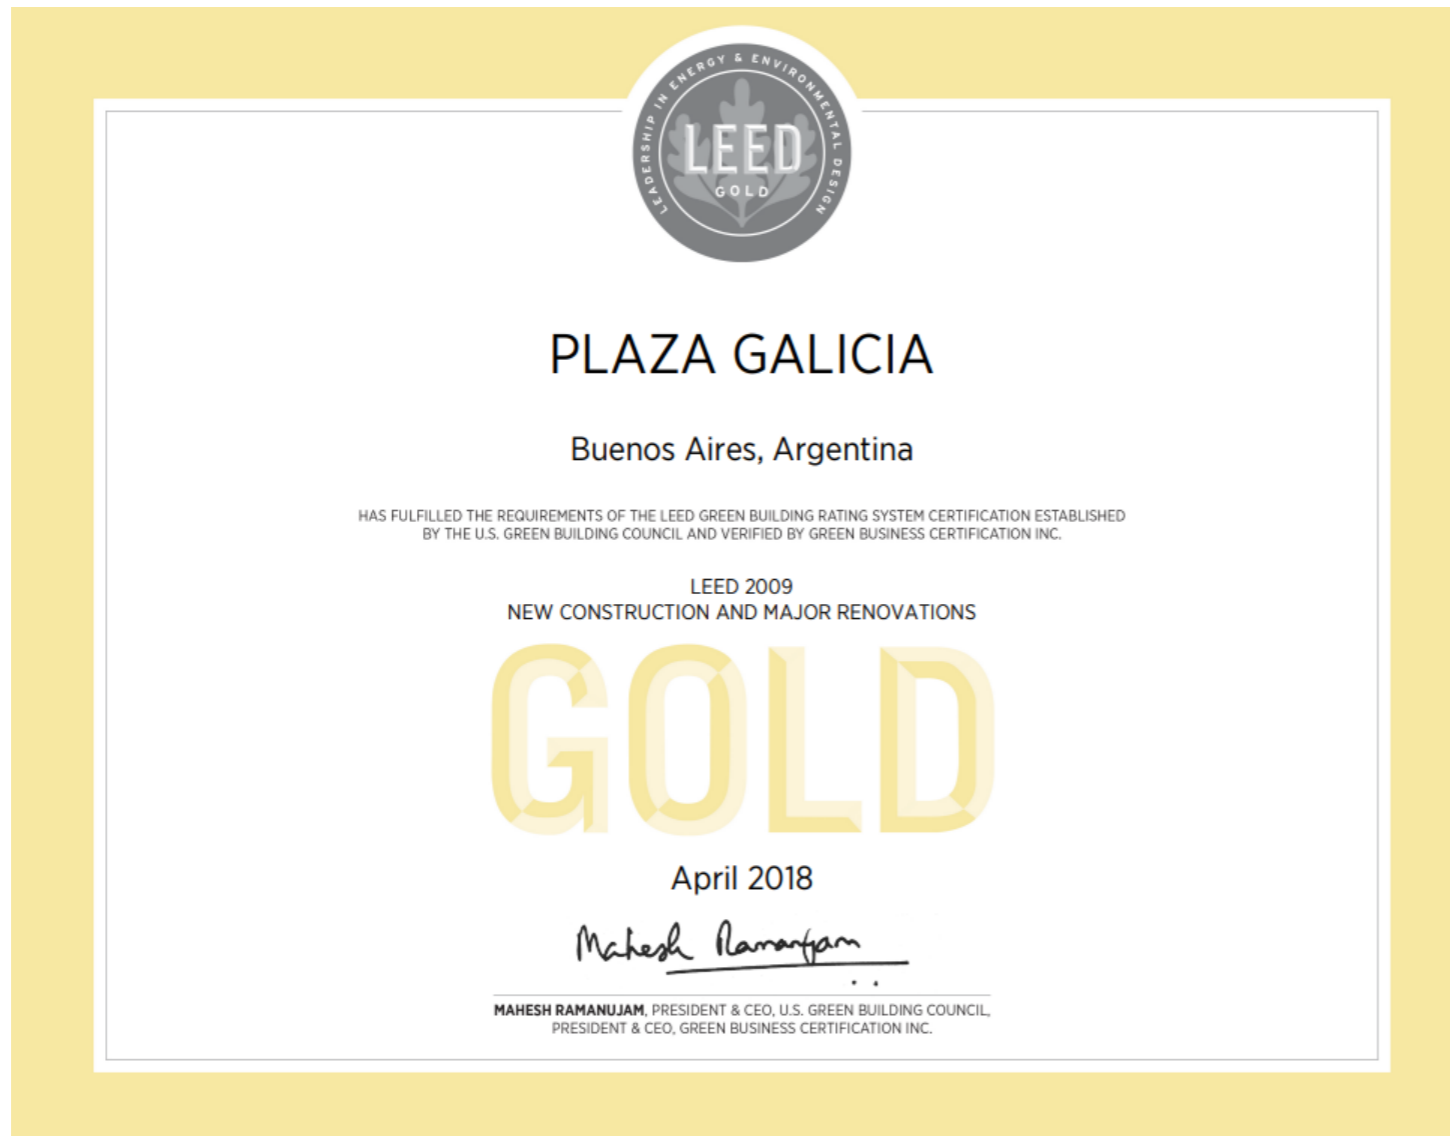 LEADERSHIP IN ENERGY & ENVIRONMENTAL DESIGN
LEED
GOLD
PLAZA GALICIA
Buenos Aires, Argentina
HAS FULFILLED THE REQUIREMENTS OF THE LEED GREEN BUILDING RATING SYSTEM CERTIFICATION ESTABLISHED
BY THE U.S. GREEN BUILDING COUNCIL AND VERIFIED BY GREEN BUSINESS CERTIFICATION INC.
LEED 2009
NEW CONSTRUCTION AND MAJOR RENOVATIONS
GOLD
April 2018
Mahesh Ramanujam
MAHESH RAMANUJAM, PRESIDENT & CEO, U.S. GREEN BUILDING COUNCIL,
PRESIDENT & CEO, GREEN BUSINESS CERTIFICATION INC.